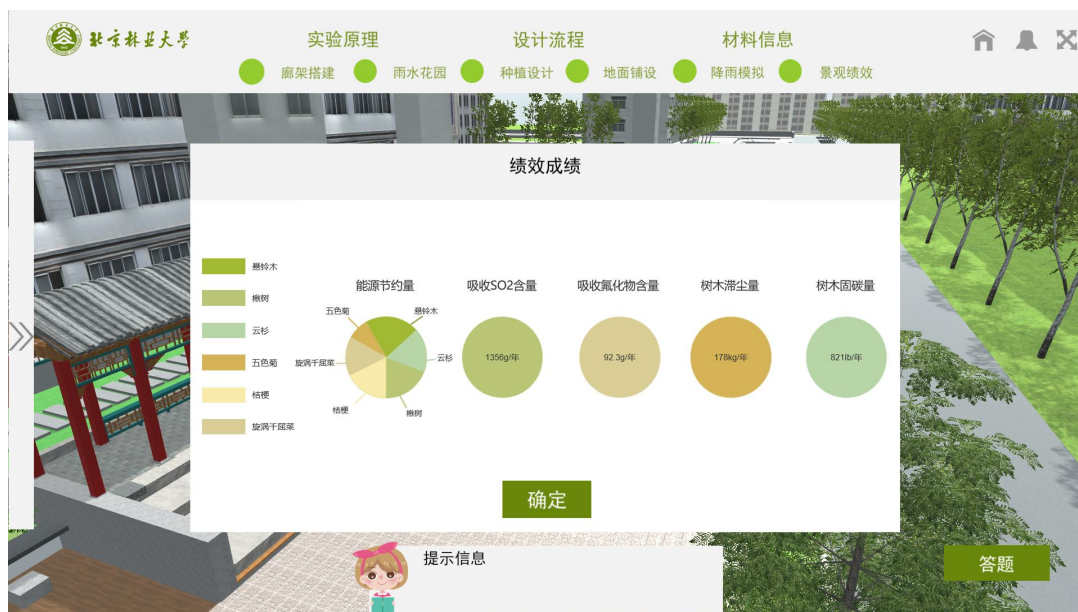 北京林业大学
实验原理
设计流程
材料信息
廊架搭建
雨水花园
种植设计
地面铺设
降雨模拟
景观绩效
绩效成绩
悬铃木
楸树
云杉
五色菊
桔梗
旋涡千屈菜
能源节约量
五色菊
悬铃木
旋涡千屈菜
云杉
桔梗
楸树
吸收SO2含量
1356g/年
吸收氟化物含量
92.3g/年
树木滞尘量
178kg/年
树木固碳量
821lb/年
确定
提示信息
答题